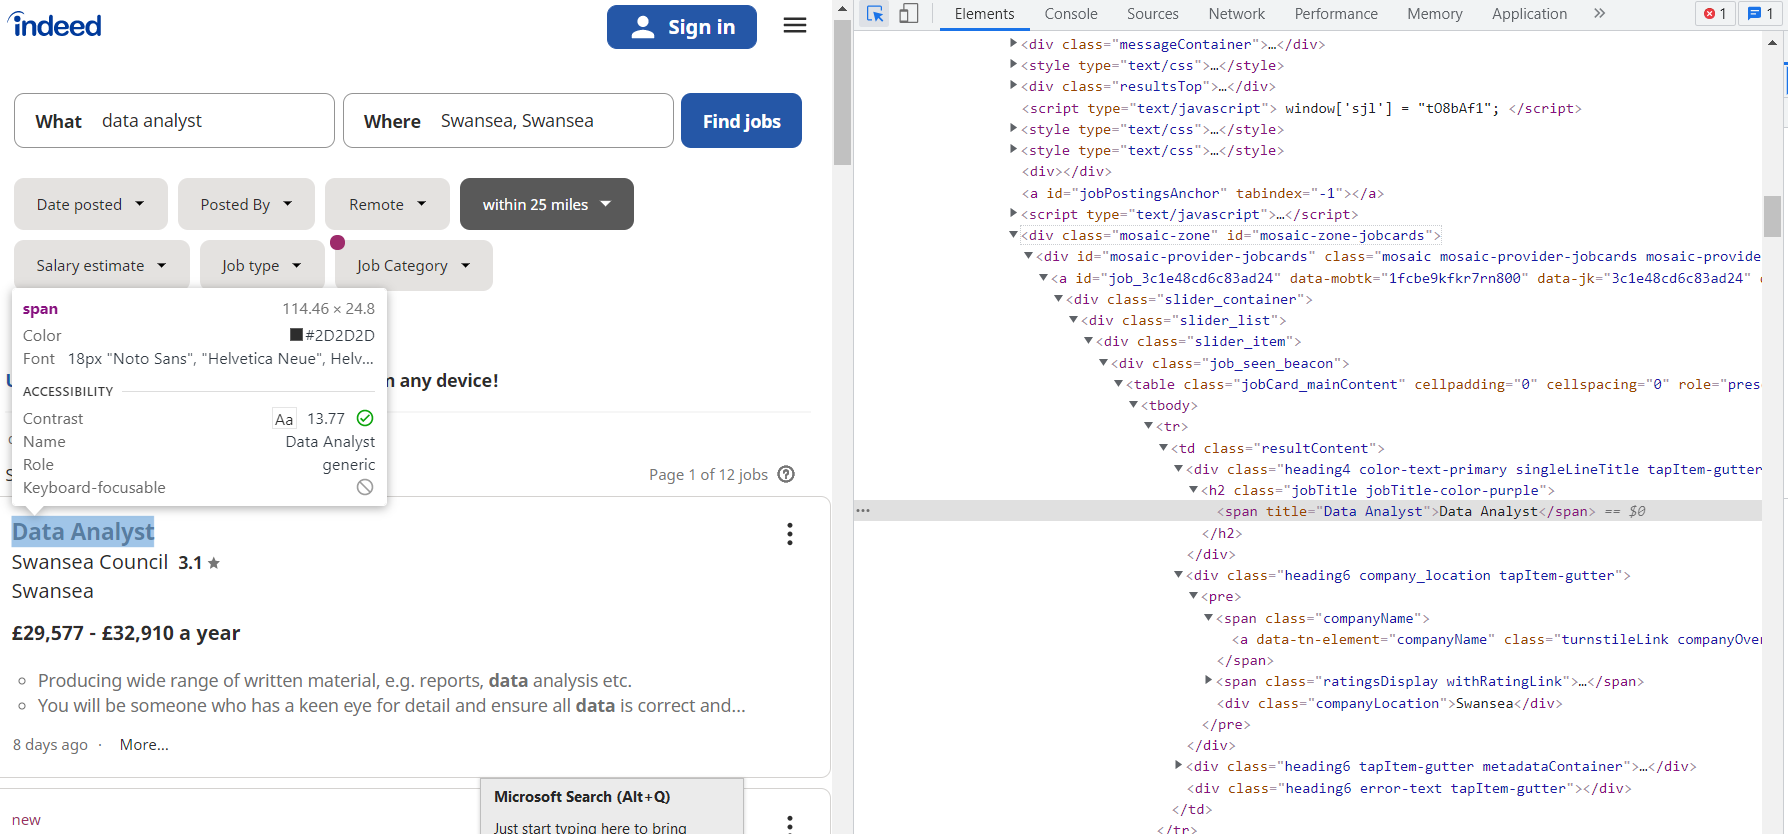 indeed
Sign in
What data analyst
Where Swansea, Swansea
Find jobs
Date posted
Posted By
Remote
within 25 miles
Salary estimate
Job type
Job Category
span 114.46 × 24.8
Color #2D2D2D
Font 18px "Noto Sans", "Helvetica Neue", Helv...
ACCESSIBILITY
Contrast Aa 13.77
Name Data Analyst
Role generic
Keyboard-focusable
any device!
Page 1 of 12 jobs
Data Analyst
Swansea Council 3.1
Swansea
£29,577 - £32,910 a year
Producing wide range of written material, e.g. reports, data analysis etc.
You will be someone who has a keen eye for detail and ensure all data is correct and...
8 days ago · More...
new
Microsoft Search (Alt+Q)
Just start typing here to bring
Elements Console Sources Network Performance Memory Application » 1 1
<div class="messageContainer">…</div>
<style type="text/css">…</style>
<div class="resultsTop">…</div>
<script type="text/javascript"> window['sjl'] = "tO8bAf1"; </script>
<style type="text/css">…</style>
<style type="text/css">…</style>
<div></div>
<a id="jobPostingsAnchor" tabindex="-1"></a>
<script type="text/javascript">…</script>
<div class="mosaic-zone" id="mosaic-zone-jobcards">
<div id="mosaic-provider-jobcards" class="mosaic mosaic-provider-jobcards mosaic-provide
<a id="job_3c1e48cd6c83ad24" data-mobtk="1fcbe9kfkr7rn800" data-jk="3c1e48cd6c83ad24"
<div class="slider_container">
<div class="slider_list">
<div class="slider_item">
<div class="job_seen_beacon">
<table class="jobCard_mainContent" cellpadding="0" cellspacing="0" role="pres
<tbody>
<tr>
<td class="resultContent">
<div class="heading4 color-text-primary singleLineTitle tapItem-gutter
<h2 class="jobTitle jobTitle-color-purple">
<span title="Data Analyst">Data Analyst</span> == $0
</h2>
</div>
<div class="heading6 company_location tapItem-gutter">
<pre>
<span class="companyName">
<a data-tn-element="companyName" class="turnstileLink companyOve
</span>
<span class="ratingsDisplay withRatingLink">…</span>
<div class="companyLocation">Swansea</div>
</pre>
</div>
<div class="heading6 tapItem-gutter metadataContainer">…</div>
<div class="heading6 error-text tapItem-gutter"></div>
</td>
</tr>